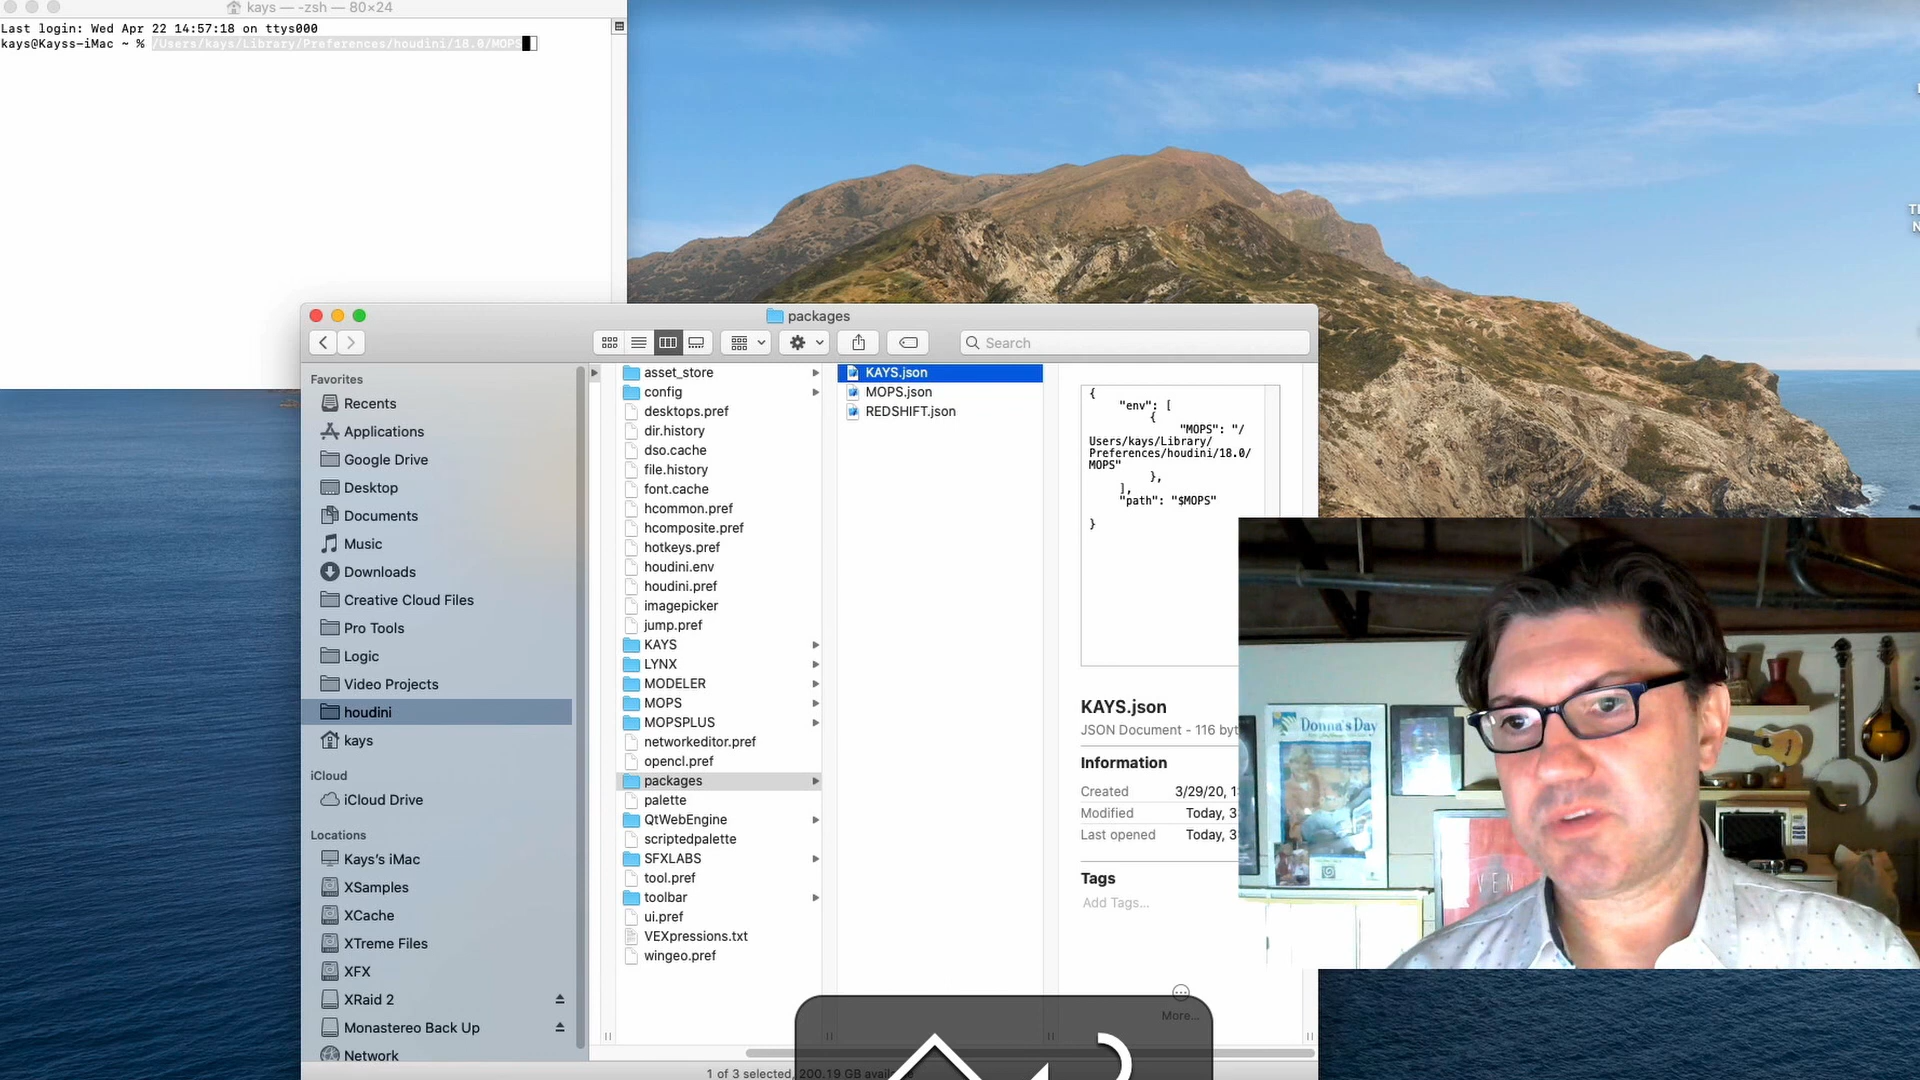 kays — -zsh — 80×24
Last login: Wed Apr 22 14:57:18 on ttys000
kays@Kayss-iMac ~ % /Users/kays/Library/Preferences/houdini/18.0/MOPS
packages
Search
Favorites
Recents
Applications
Google Drive
Desktop
Documents
Music
Downloads
Creative Cloud Files
Pro Tools
Logic
Video Projects
houdini
kays
iCloud
iCloud Drive
Locations
Kays's iMac
XSamples
XCache
XTreme Files
XFX
XRaid 2
Monastereo Back Up
Network
asset_store
config
desktops.pref
dir.history
dso.cache
file.history
font.cache
hcommon.pref
hcomposite.pref
hotkeys.pref
houdini.env
houdini.pref
imagepicker
jump.pref
KAYS
LYNX
MODELER
MOPS
MOPSPLUS
networkeditor.pref
opencl.pref
packages
palette
QtWebEngine
scriptedpalette
SFXLABS
tool.pref
toolbar
ui.pref
VEXpressions.txt
wingeo.pref
KAYS.json
MOPS.json
REDSHIFT.json
{
"env": [
{
"MOPS": "/
Users/kays/Library/
Preferences/houdini/18.0/
MOPS"
},
],
"path": "$MOPS"
}
KAYS.json
JSON Document - 116 byt
Information
Created 3/29/20, 1
Modified Today, 3
Last opened Today, 3
Tags
Add Tags...
More...
1 of 3 selected, 200.19 GB avail
Donna's Day
VEN